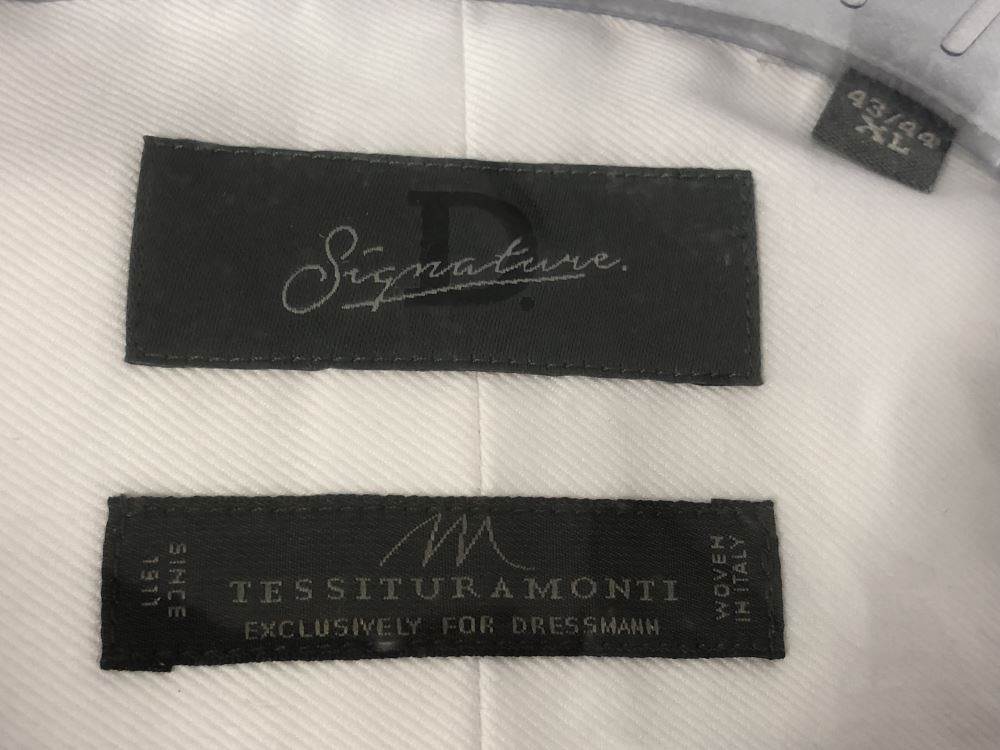 43/44
XL
D.
Signature.
M
TESSITURAMONTI
EXCLUSIVELY FOR DRESSMANN
SINCE
1911
WOVEN
IN ITALY